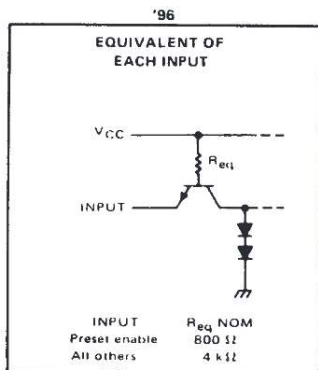 '96
EQUIVALENT OF
EACH INPUT
VCC
Req
INPUT
INPUT Req NOM
Preset enable 800 Ω
All others 4 kΩ